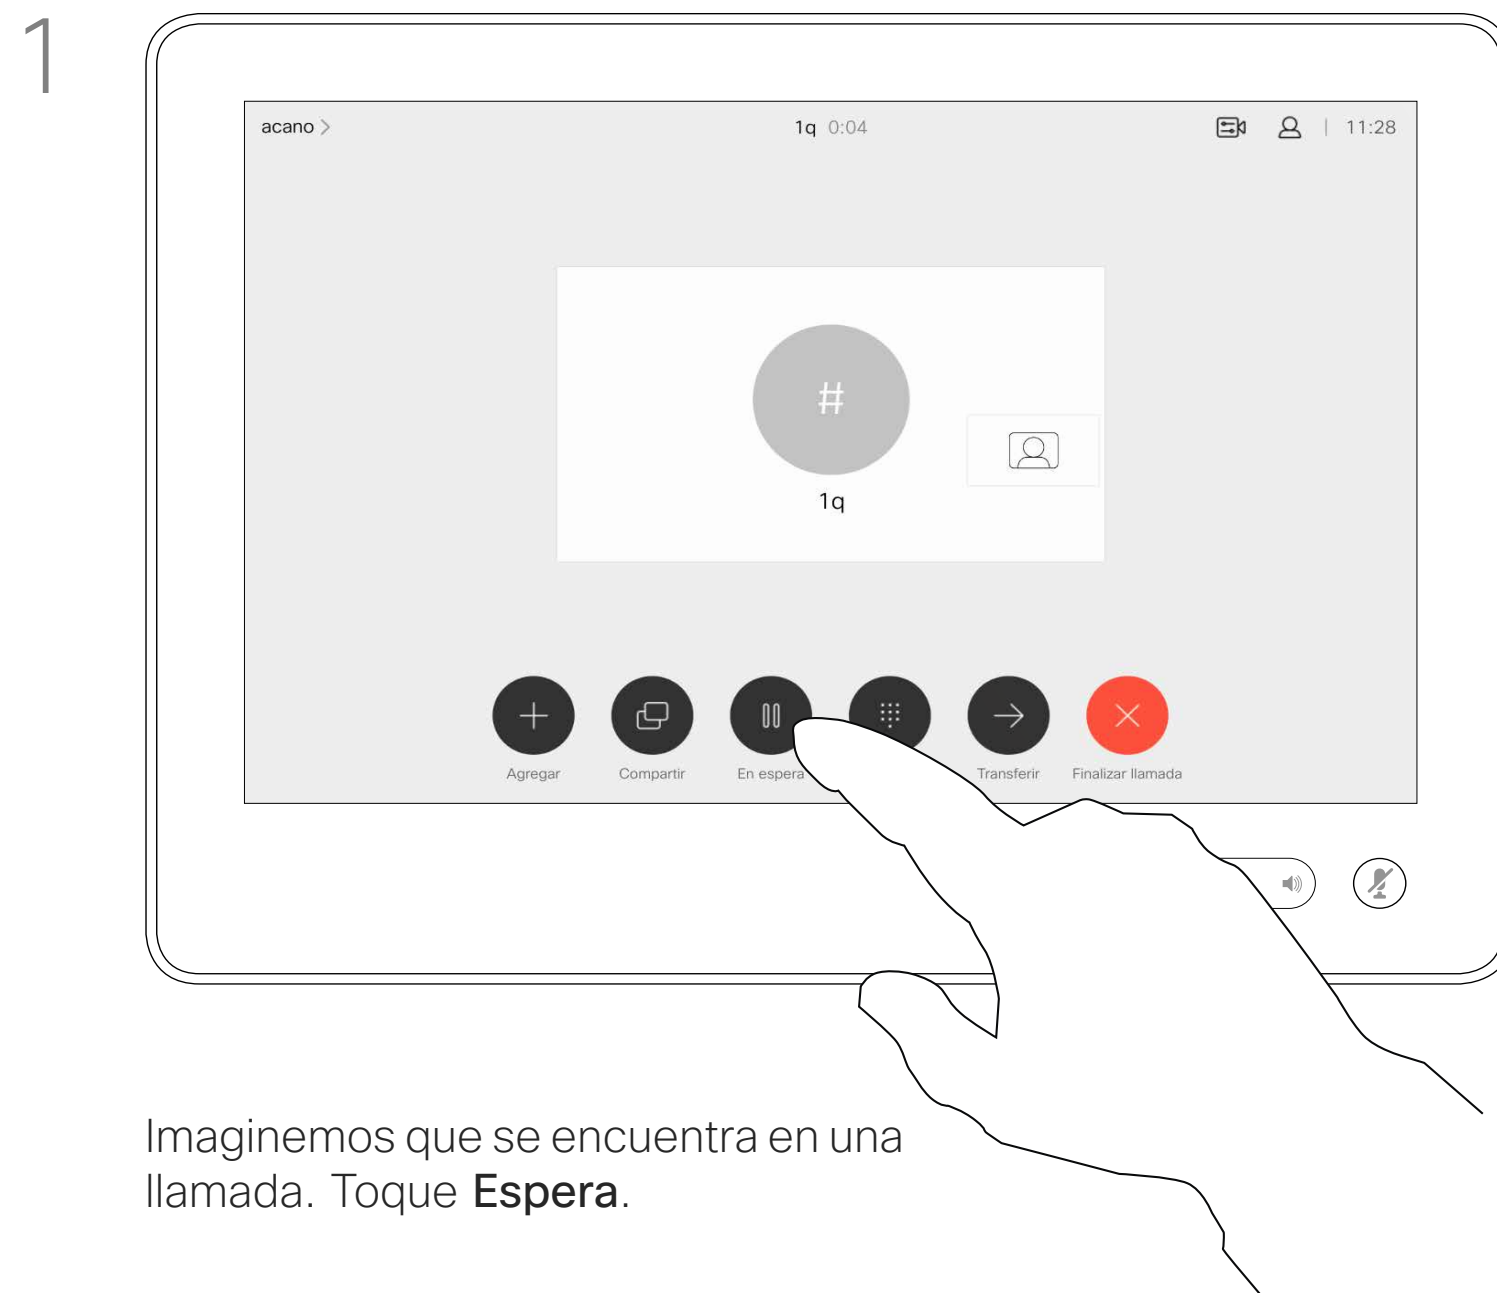 1
acano
1q 0:04
11:28
#
1q
Agregar
Compartir
En espera
Transferir
Finalizar llamada
Imaginemos que se encuentra en una
llamada. Toque Espera.